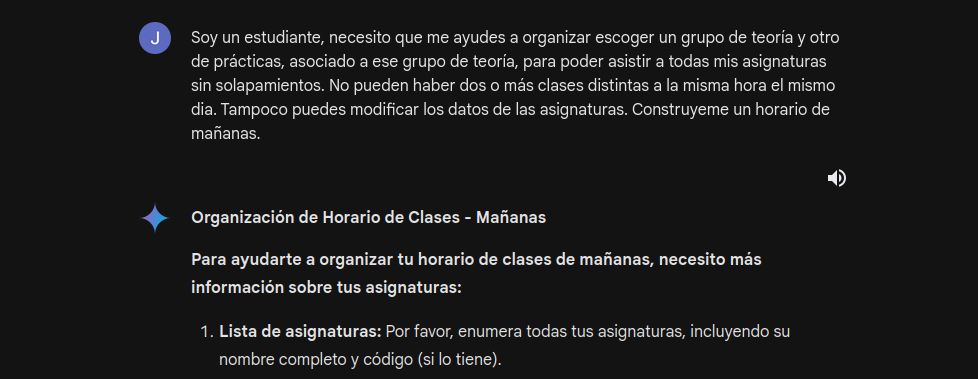 J
Soy un estudiante, necesito que me ayudes a organizar escoger un grupo de teoría y otro
de prácticas, asociado a ese grupo de teoría, para poder asistir a todas mis asignaturas
sin solapamientos. No pueden haber dos o más clases distintas a la misma hora el mismo
dia. Tampoco puedes modificar los datos de las asignaturas. Construyeme un horario de
mañanas.
Organización de Horario de Clases - Mañanas
Para ayudarte a organizar tu horario de clases de mañanas, necesito más
información sobre tus asignaturas:
1. Lista de asignaturas: Por favor, enumera todas tus asignaturas, incluyendo su
nombre completo y código (si lo tiene).